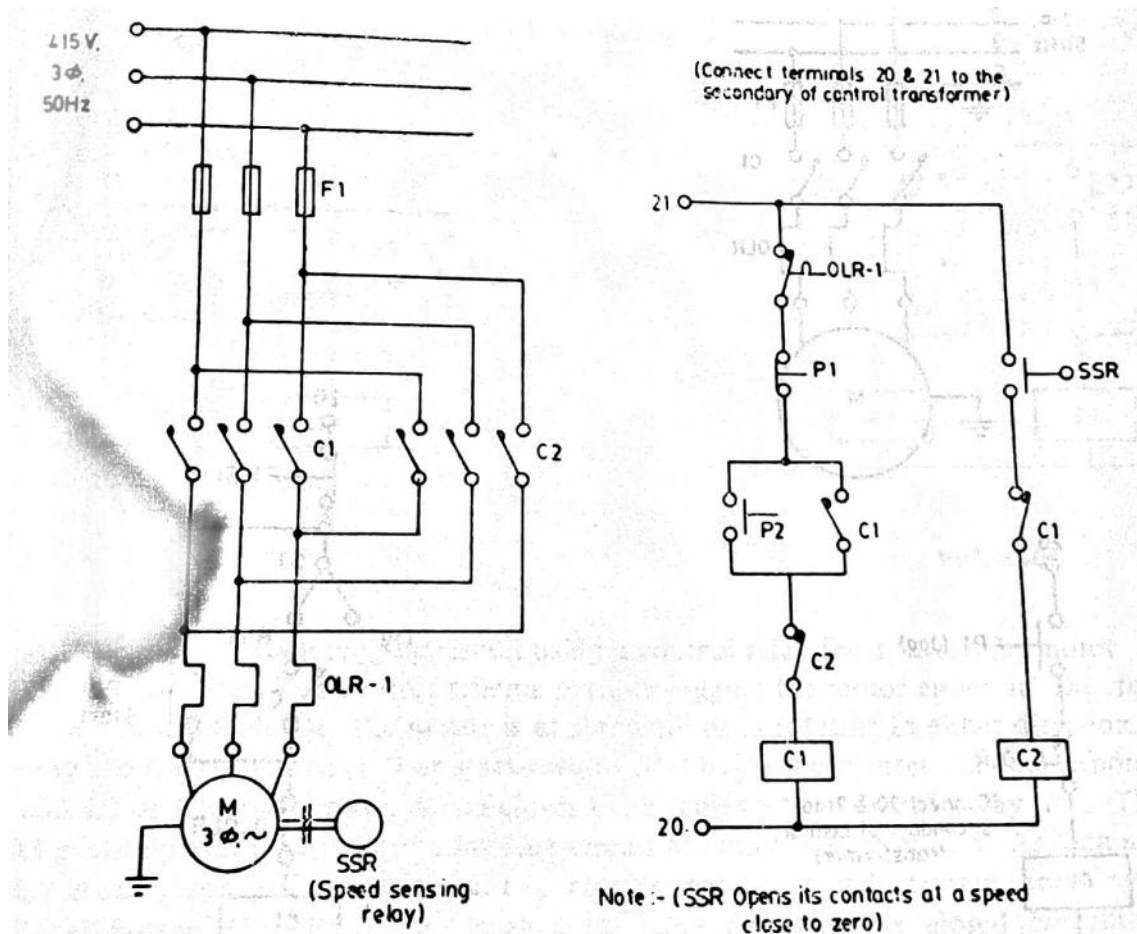 415 V.
3 Φ.
50Hz
F1
C1
C2
OLR-1
M
3 Φ. ~
SSR
(Speed sensing
relay)
(Connect terminals 20 & 21 to the
secondary of control transformer)
21
OLR-1
P1
SSR
P2
C1
C1
C2
C1
C2
20.
Note :- (SSR Opens its contacts at a speed
close to zero)